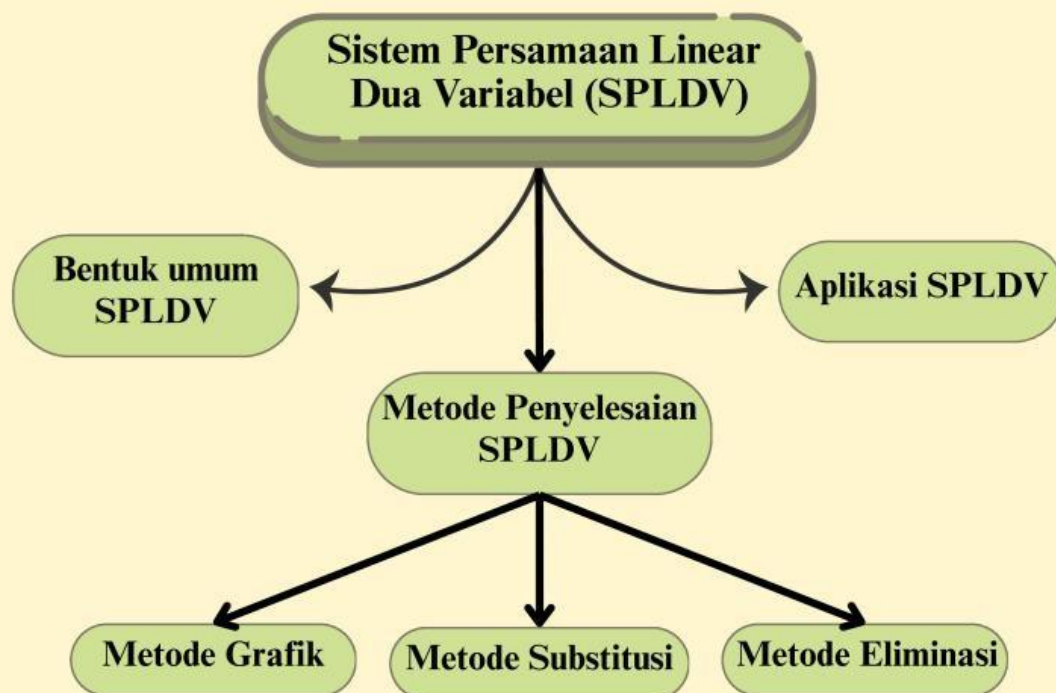 Sistem Persamaan Linear
Dua Variabel (SPLDV)
Bentuk umum
SPLDV
Aplikasi SPLDV
Metode Penyelesaian
SPLDV
Metode Grafik
Metode Substitusi
Metode Eliminasi